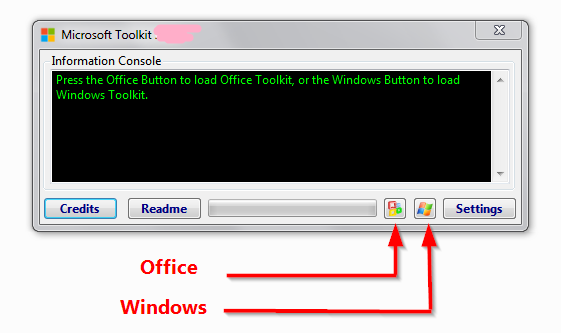 Microsoft Toolkit
Information Console
Press the Office Button to load Office Toolkit, or the Windows Button to load
Windows Toolkit.
Credits
Readme
Settings
Office
Windows